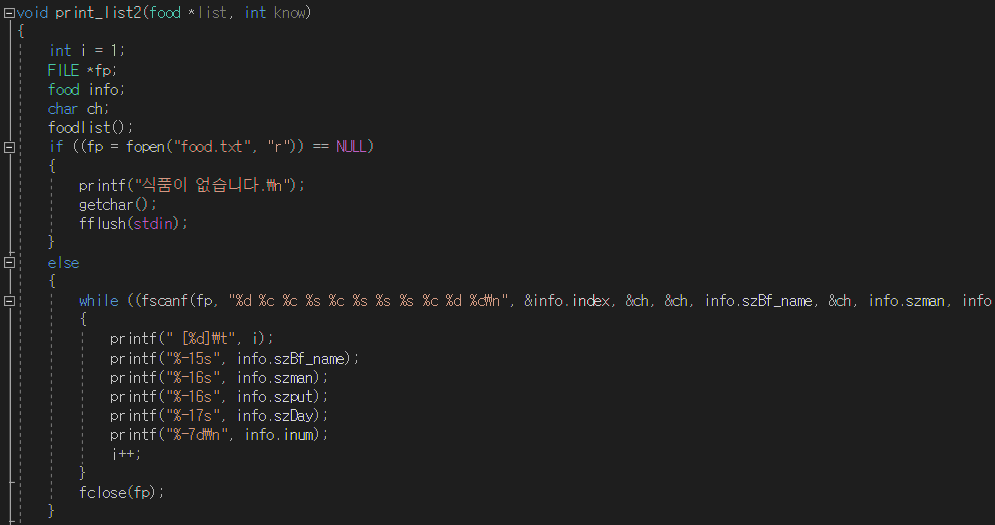 void print_list2(food *list, int know)
{
int i = 1;
FILE *fp;
food info;
char ch;
foodlist();
if ((fp = fopen("food.txt", "r")) == NULL)
{
printf("식품이 없습니다.₩n");
getchar();
fflush(stdin);
}
else
{
while ((fscanf(fp, "%d %c %c %s %c %s %s %s %c %d %c₩n", &info.index, &ch, &ch, info.szBf_name, &ch, info.szman, info
{
printf(" [%d]₩t", i);
printf("%-15s", info.szBf_name);
printf("%-16s", info.szman);
printf("%-16s", info.szput);
printf("%-17s", info.szDay);
printf("%-7d₩n", info.inum);
i++;
}
fclose(fp);
}